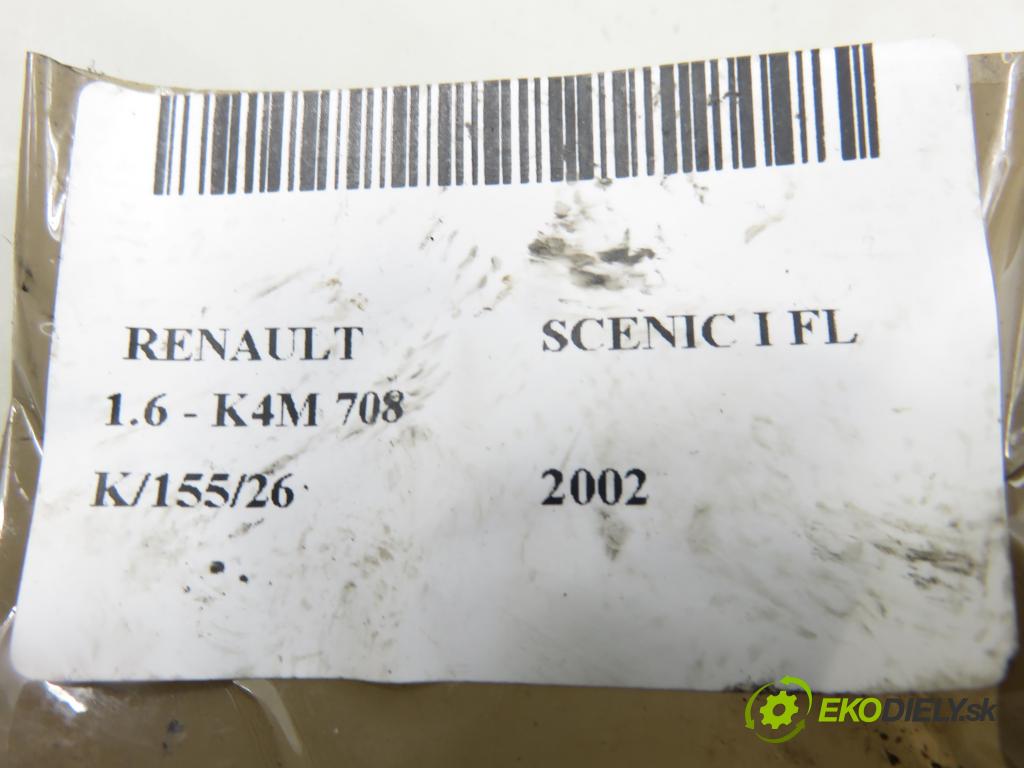 RENAULT SCENIC I FL
1.6 - K4M 708
K/155/26 2002
EKODIELY.sk